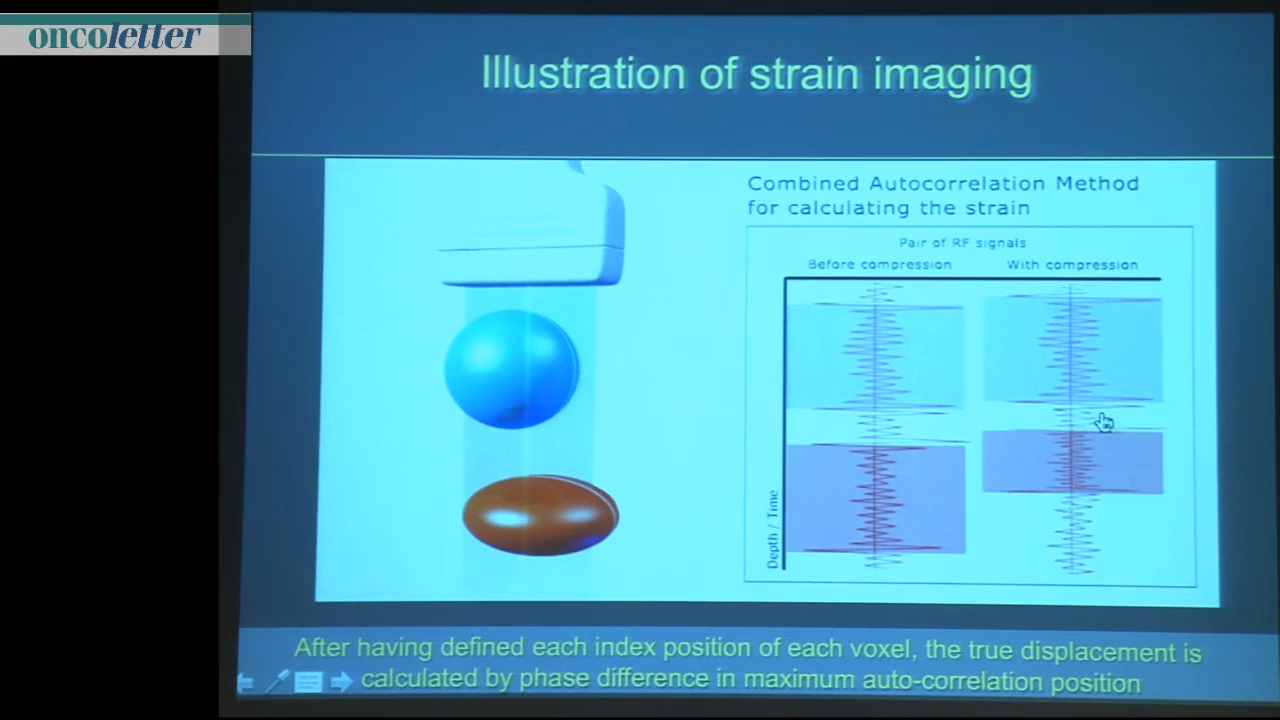 oncoletter
Illustration of strain imaging
Combined Autocorrelation Method
for calculating the strain
Pair of RF signals
Before compression
With compression
Depth / Time
After having defined each index position of each voxel, the true displacement is
calculated by phase difference in maximum auto-correlation position